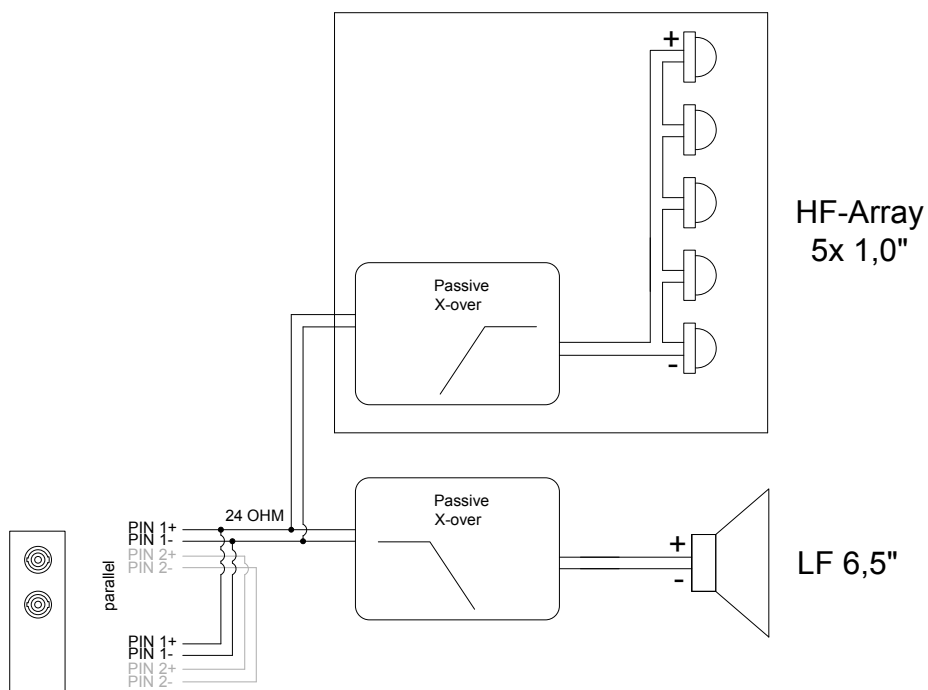 +
HF-Array
5x 1,0"
Passive
X-over
-
24 OHM
PIN 1+
PIN 1-
PIN 2+
PIN 2-
parallel
PIN 1+
PIN 1-
PIN 2+
PIN 2-
Passive
X-over
+
-
LF 6,5"